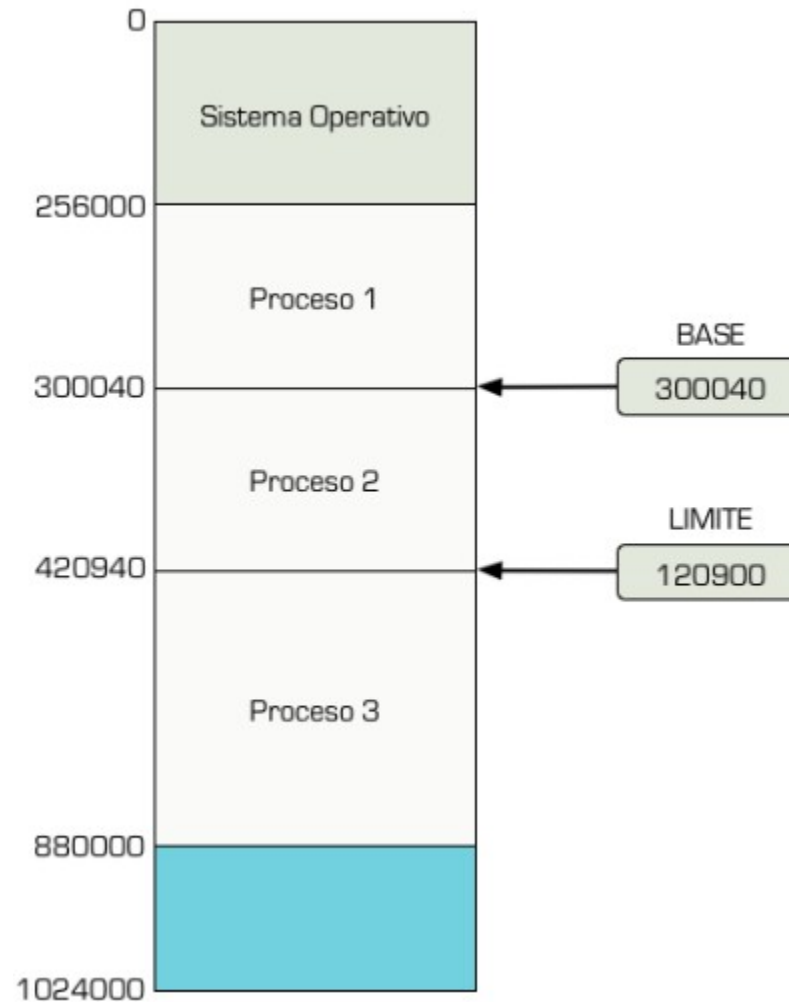 0
Sistema Operativo
256000
Proceso 1
BASE
300040
300040
Proceso 2
LIMITE
420940
120900
Proceso 3
880000
1024000